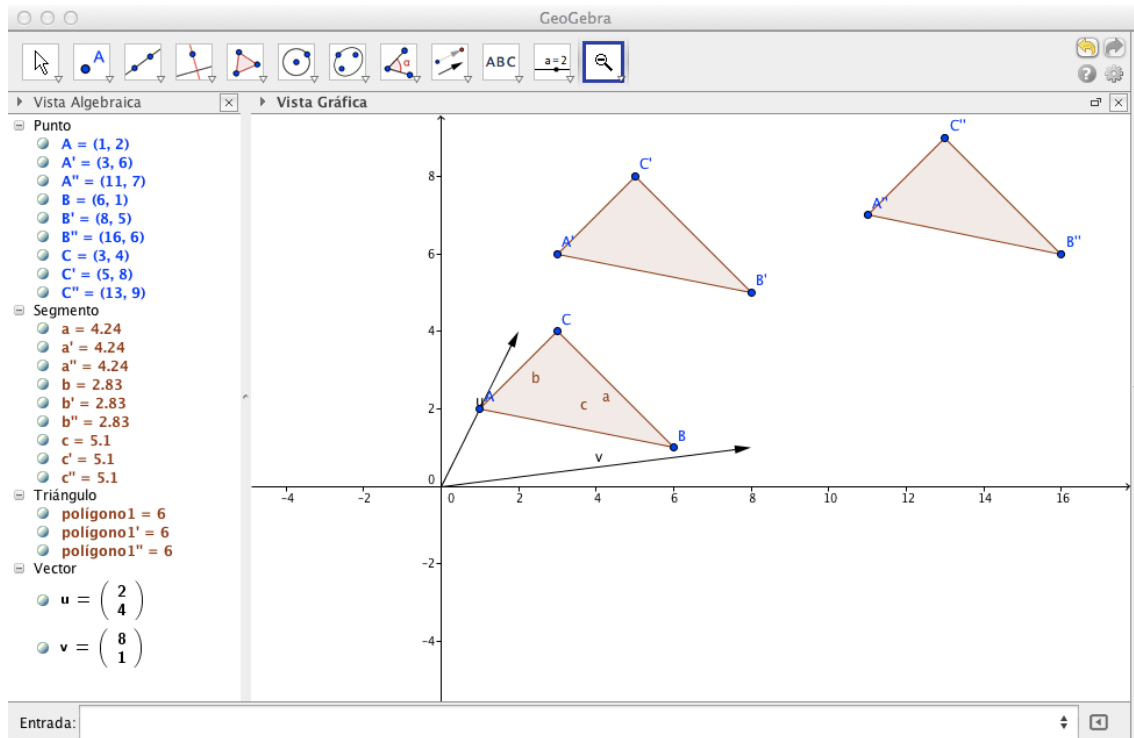 GeoGebra
A
α
ABC
a=2
Vista Algebraica
Vista Gráfica
Punto
A = (1, 2)
A' = (3, 6)
A'' = (11, 7)
B = (6, 1)
B' = (8, 5)
B'' = (16, 6)
C = (3, 4)
C' = (5, 8)
C'' = (13, 9)
Segmento
a = 4.24
a' = 4.24
a'' = 4.24
b = 2.83
b' = 2.83
b'' = 2.83
c = 5.1
c' = 5.1
c'' = 5.1
Triángulo
polígono1 = 6
polígono1' = 6
polígono1'' = 6
Vector
u = ( 2
4 )
v = ( 8
1 )
C''
C'
8
A''
A'
B''
6
B'
C
4
b
a
u A
c
2
B
v
0
-4 -2 0 2 4 6 8 10 12 14 16
-2
-4
Entrada: